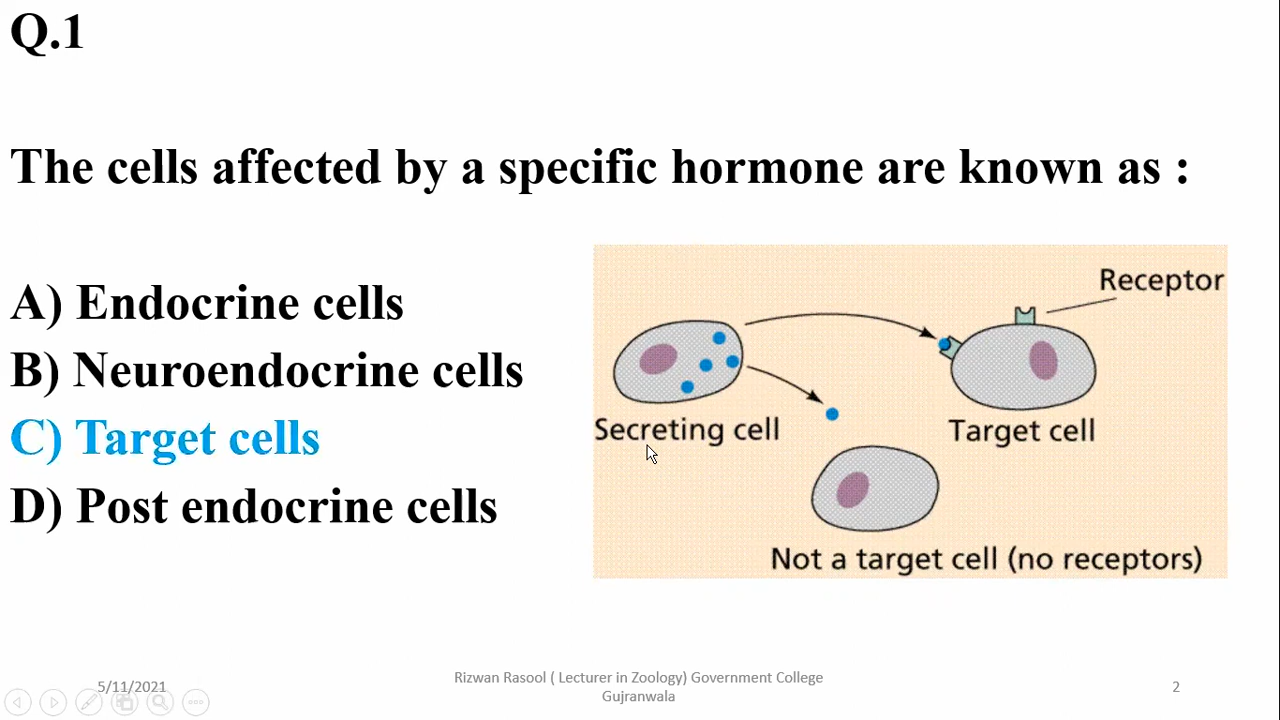 Q.1
The cells affected by a specific hormone are known as :
A) Endocrine cells
B) Neuroendocrine cells
C) Target cells
D) Post endocrine cells
Receptor
Secreting cell
Target cell
Not a target cell (no receptors)
5/11/2021
Rizwan Rasool ( Lecturer in Zoology) Government College
Gujranwala
2